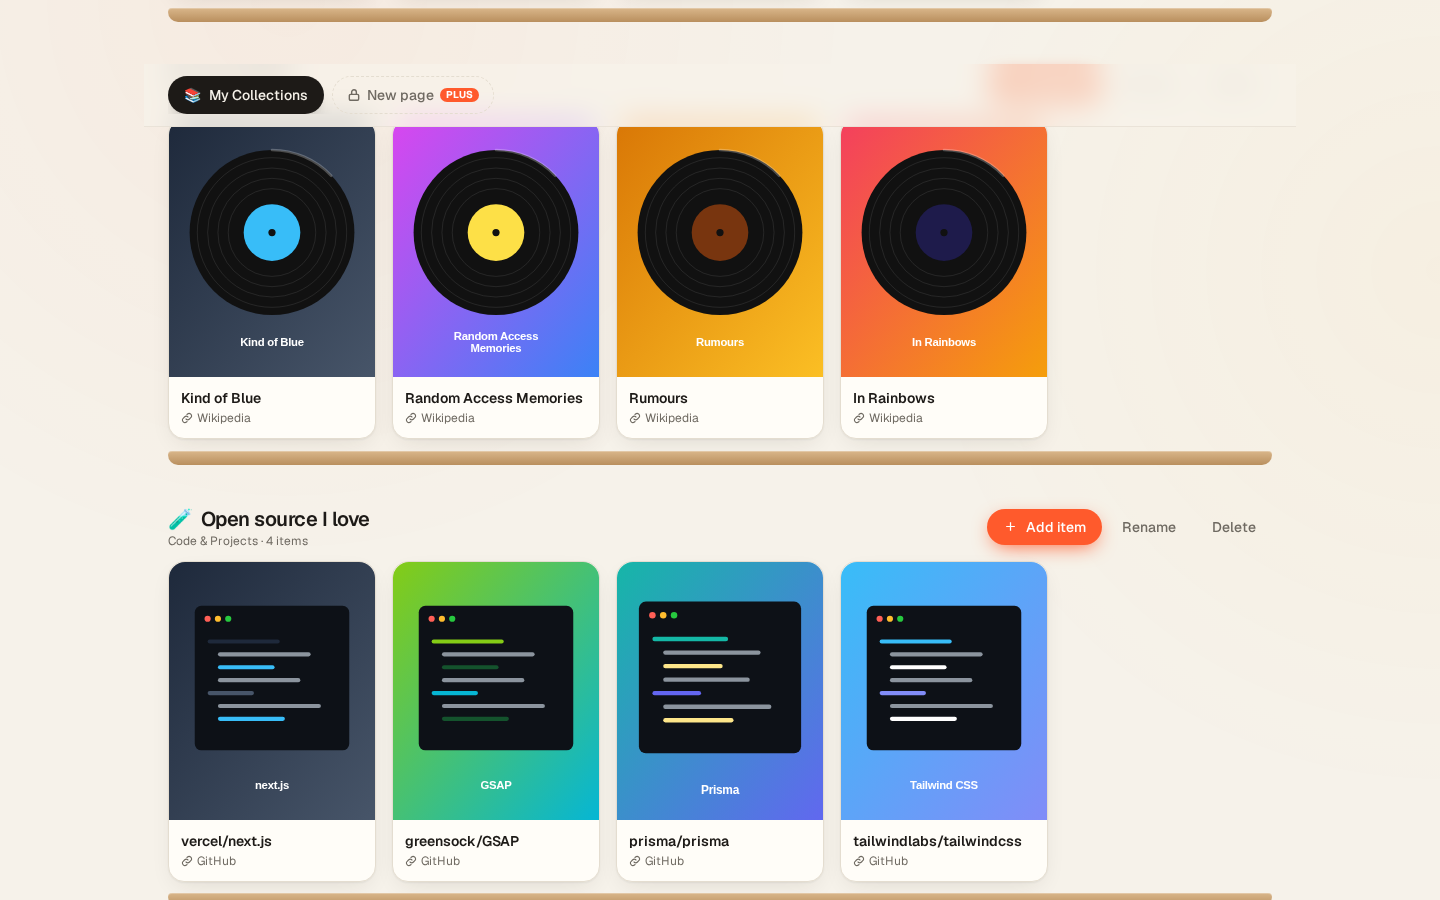 My Collections
New page PLUS
Kind of Blue
Random Access
Memories
Rumours
In Rainbows
Kind of Blue
Wikipedia
Random Access Memories
Wikipedia
Rumours
Wikipedia
In Rainbows
Wikipedia
Open source I love
Code & Projects · 4 items
Add item
Rename
Delete
next.js
GSAP
Prisma
Tailwind CSS
vercel/next.js
GitHub
greensock/GSAP
GitHub
prisma/prisma
GitHub
tailwindlabs/tailwindcss
GitHub